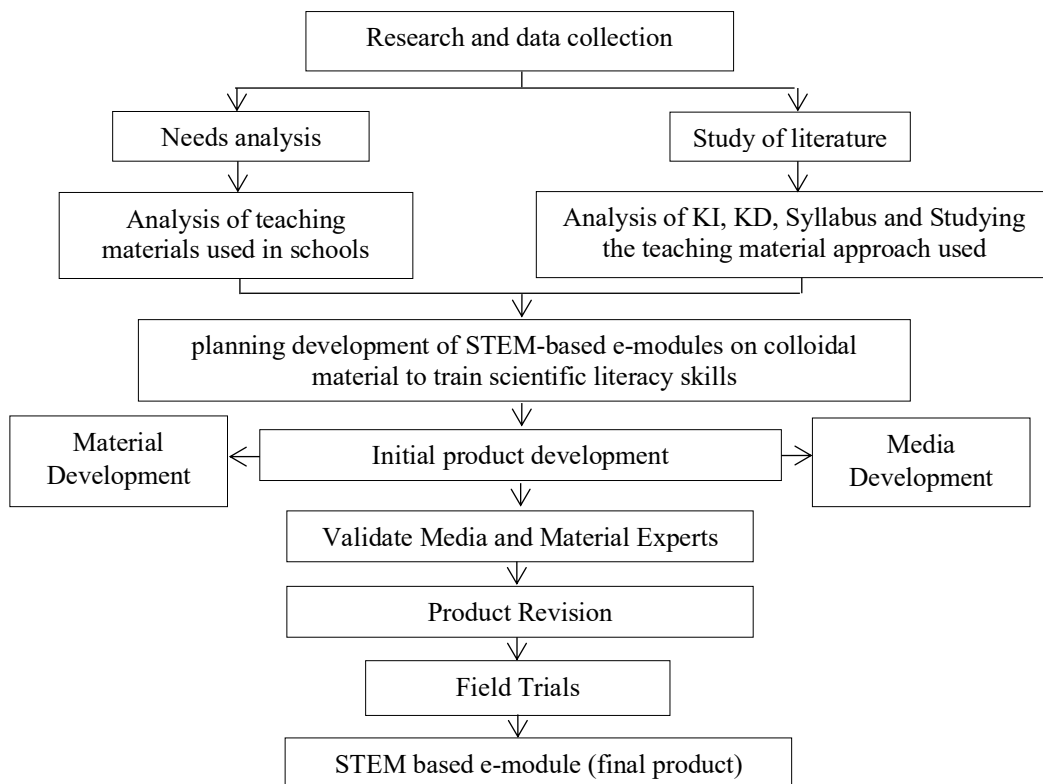 Research and data collection
Needs analysis
Study of literature
Analysis of teaching
materials used in schools
Analysis of KI, KD, Syllabus and Studying
the teaching material approach used
planning development of STEM-based e-modules on colloidal
material to train scientific literacy skills
Material
Development
Initial product development
Media
Development
Validate Media and Material Experts
Product Revision
Field Trials
STEM based e-module (final product)